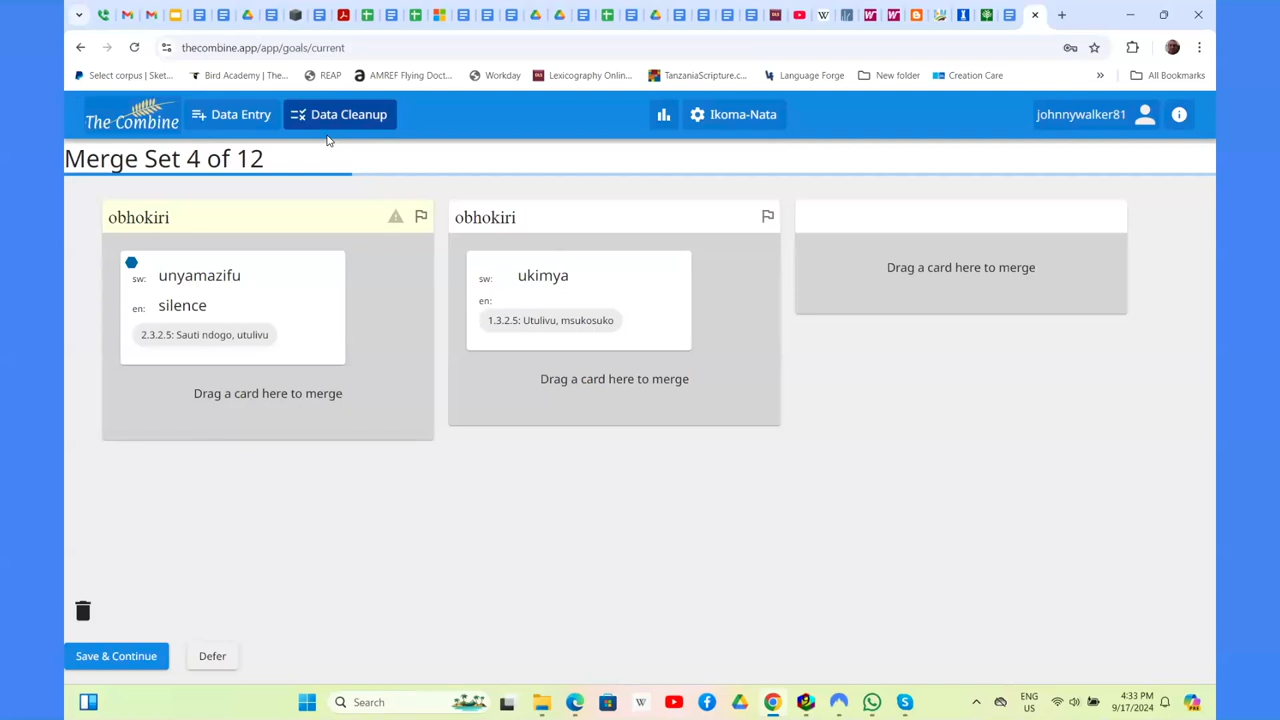 thecombine.app/app/goals/current
Select corpus | Sket... Bird Academy | The... REAP AMREF Flying Doct... Workday Lexicography Onlin... TanzaniaScripture.c... Language Forge New folder Creation Care » All Bookmarks
The Combine Data Entry Data Cleanup Ikoma-Nata johnnywalker81
Merge Set 4 of 12
obhokiri
sw: unyamazifu
en: silence
2.3.2.5: Sauti ndogo, utulivu
Drag a card here to merge
obhokiri
sw: ukimya
en:
1.3.2.5: Utulivu, msukosuko
Drag a card here to merge
Drag a card here to merge
Save & Continue Defer
Search
ENG
US
4:33 PM
9/17/2024